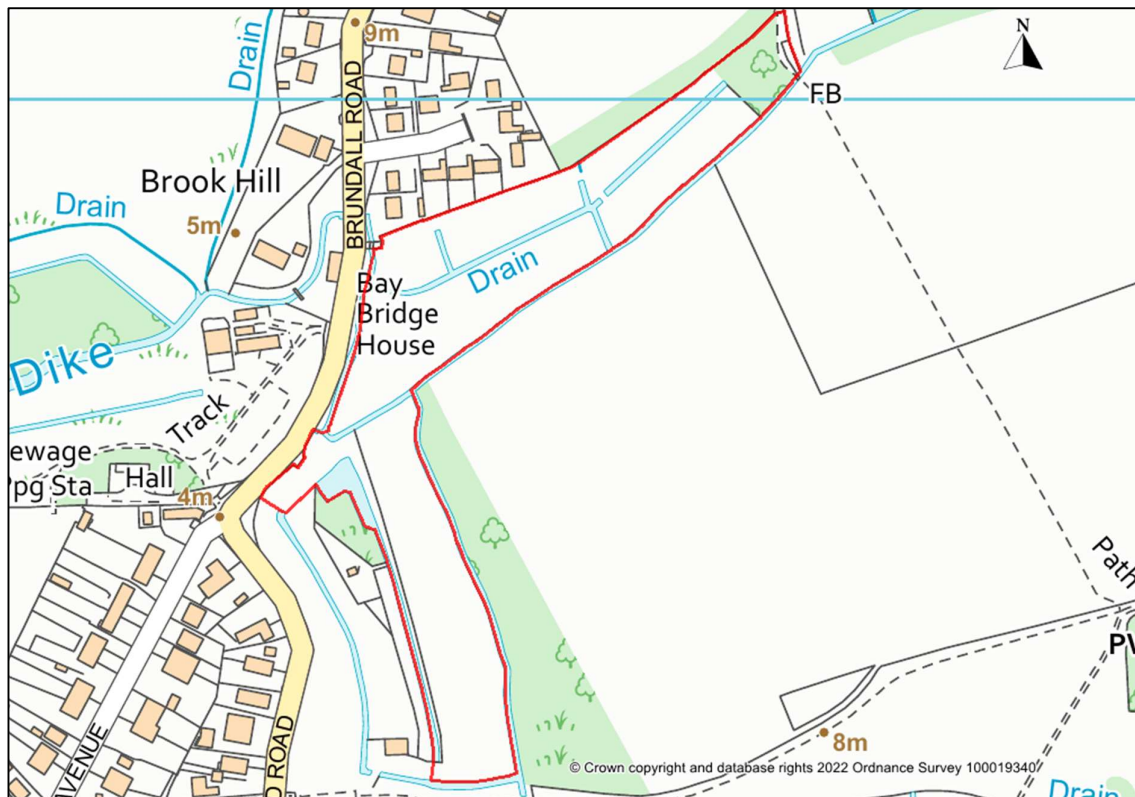 9m
N
Drain
FB
BRUNDALL ROAD
Brook Hill
Drain
5m
Drain
Bay
Bridge
House
Dike
Track
ewage
Ppg Sta
Hall
4m
Path
PW
AVENUE
D ROAD
8m
© Crown copyright and database rights 2022 Ordnance Survey 100019340
Drain